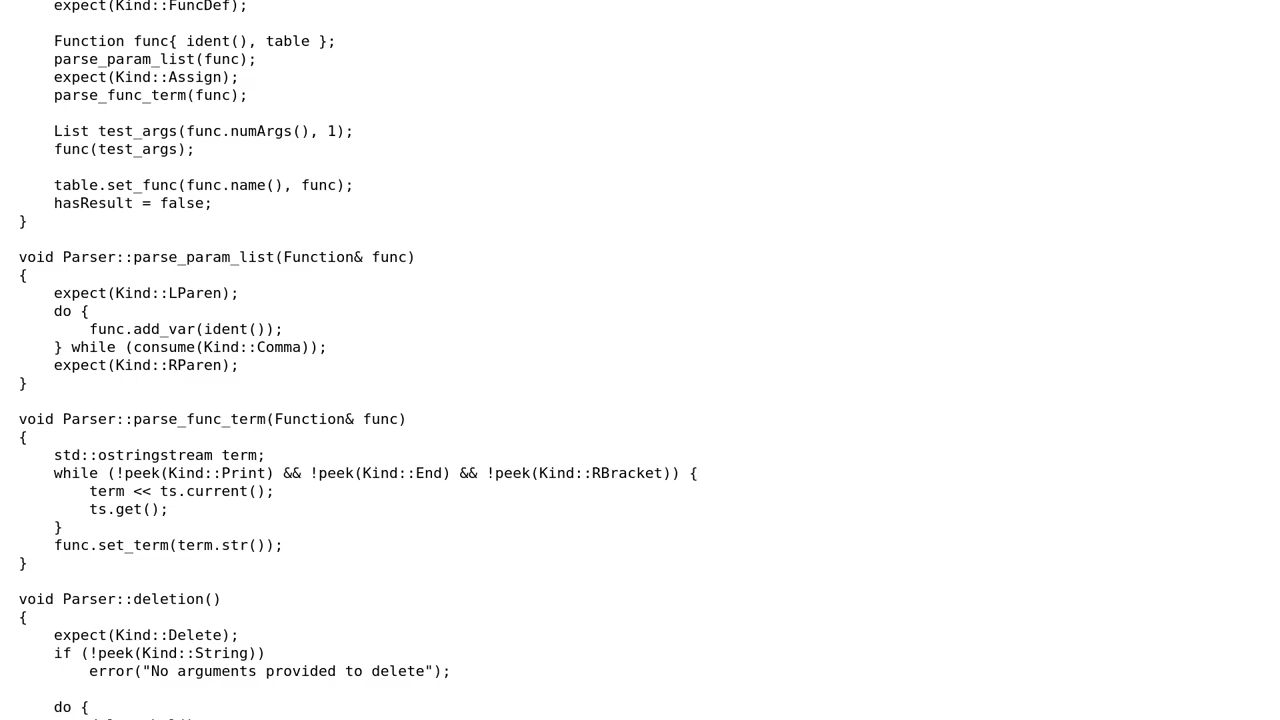 expect(Kind::FuncDef);
Function func{ ident(), table };
parse_param_list(func);
expect(Kind::Assign);
parse_func_term(func);
List test_args(func.numArgs(), 1);
func(test_args);
table.set_func(func.name(), func);
hasResult = false;
}
void Parser::parse_param_list(Function& func)
{
expect(Kind::LParen);
do {
func.add_var(ident());
} while (consume(Kind::Comma));
expect(Kind::RParen);
}
void Parser::parse_func_term(Function& func)
{
std::ostringstream term;
while (!peek(Kind::Print) && !peek(Kind::End) && !peek(Kind::RBracket)) {
term << ts.current();
ts.get();
}
func.set_term(term.str());
}
void Parser::deletion()
{
expect(Kind::Delete);
if (!peek(Kind::String))
error("No arguments provided to delete");
do {